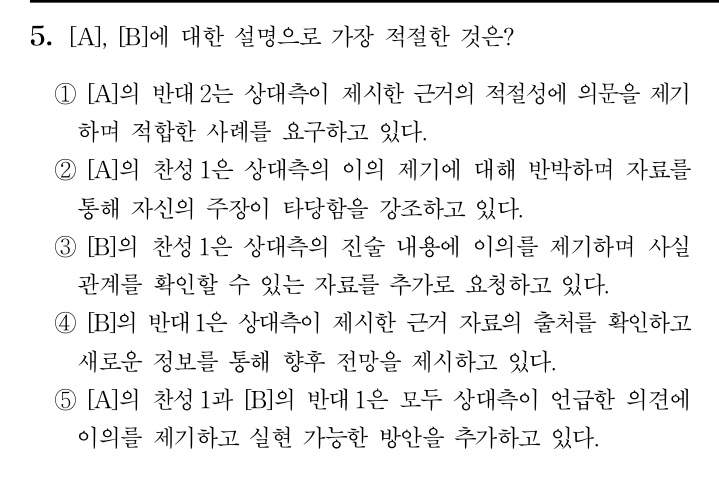 5. [A], [B]에 대한 설명으로 가장 적절한 것은?
① [A]의 반대 2는 상대측이 제시한 근거의 적절성에 의문을 제기
하며 적합한 사례를 요구하고 있다.
② [A]의 찬성 1은 상대측의 이의 제기에 대해 반박하며 자료를
통해 자신의 주장이 타당함을 강조하고 있다.
③ [B]의 찬성 1은 상대측의 진술 내용에 이의를 제기하며 사실
관계를 확인할 수 있는 자료를 추가로 요청하고 있다.
④ [B]의 반대 1은 상대측이 제시한 근거 자료의 출처를 확인하고
새로운 정보를 통해 향후 전망을 제시하고 있다.
⑤ [A]의 찬성 1과 [B]의 반대 1은 모두 상대측이 언급한 의견에
이의를 제기하고 실현 가능한 방안을 추가하고 있다.